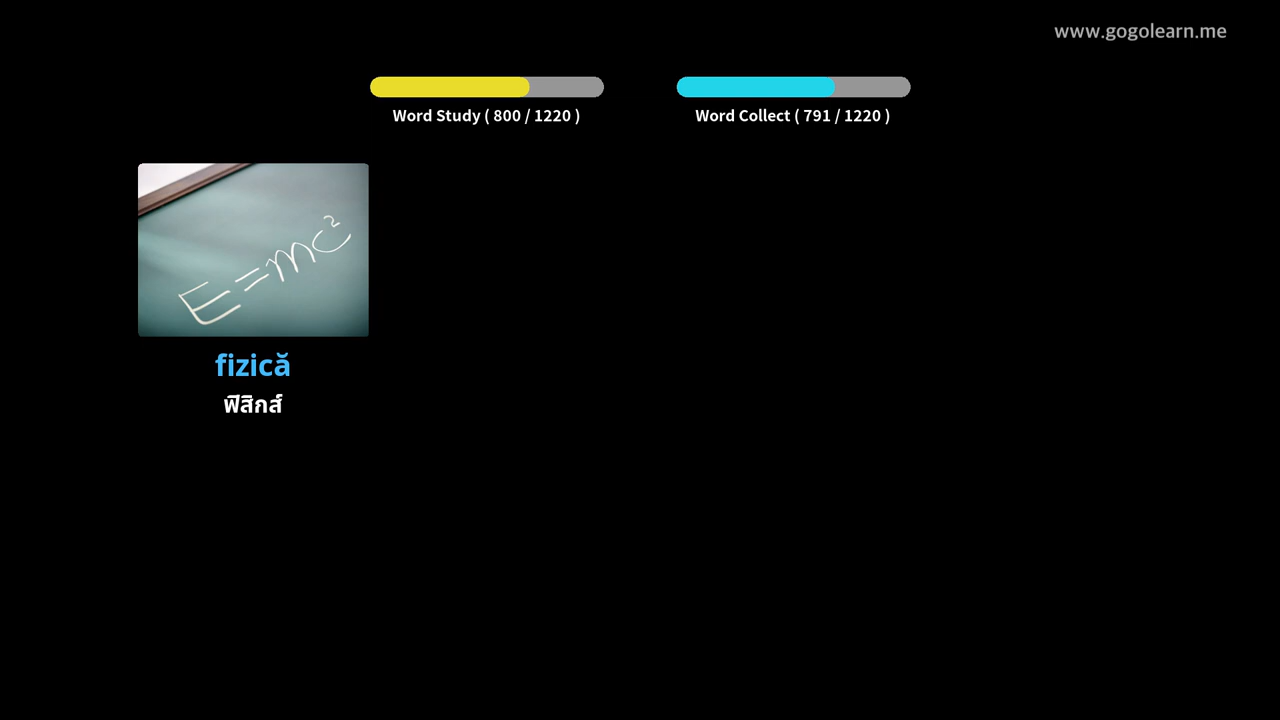 www.gogolearn.me
Word Study ( 800 / 1220 )
Word Collect ( 791 / 1220 )
E=mc²
fizică
ฟิสิกส์